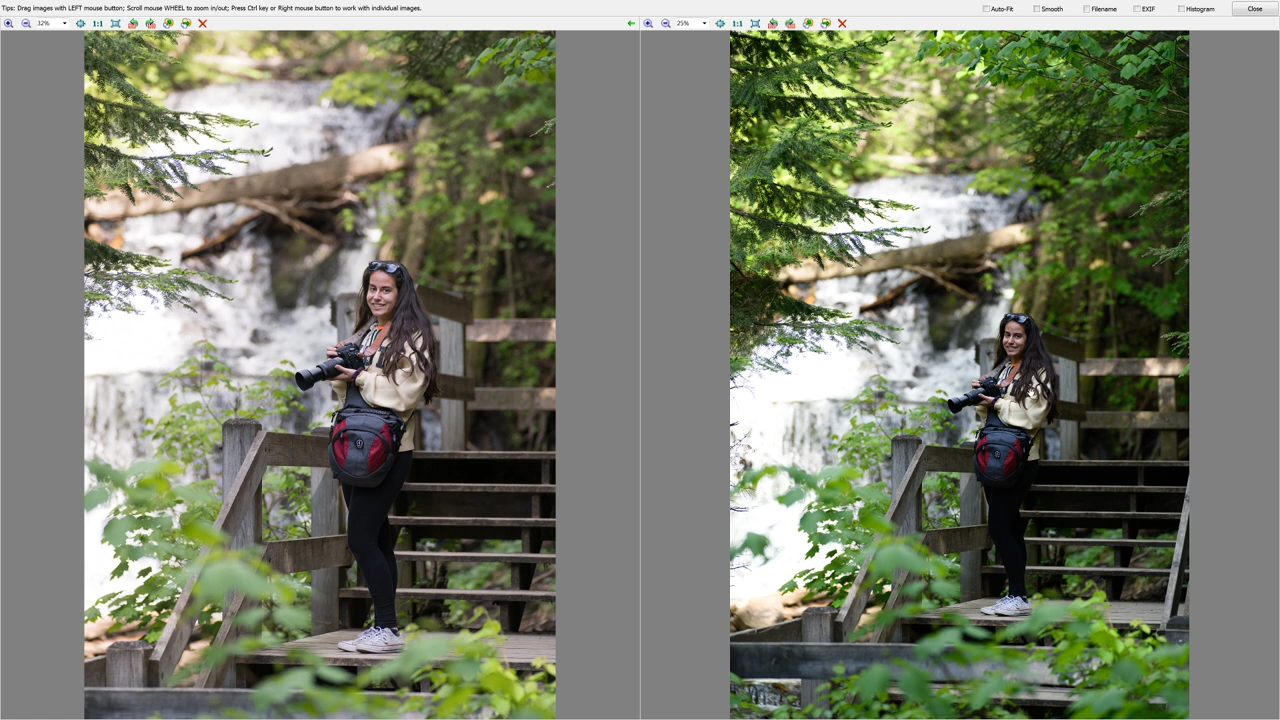 Tips: Drag images with LEFT mouse button; Scroll mouse WHEEL to zoom in/out; Press Ctrl key or Right mouse button to work with individual images.
Auto-Fit Smooth Filename EXIF Histogram Close
32% 1:1 25% 1:1